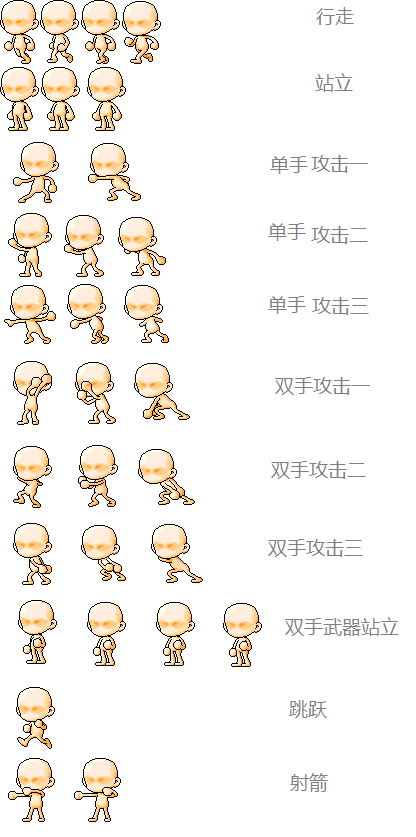 行走
站立
单手 攻击一
单手 攻击二
单手 攻击三
双手攻击一
双手攻击二
双手攻击三
双手武器站立
跳跃
射箭